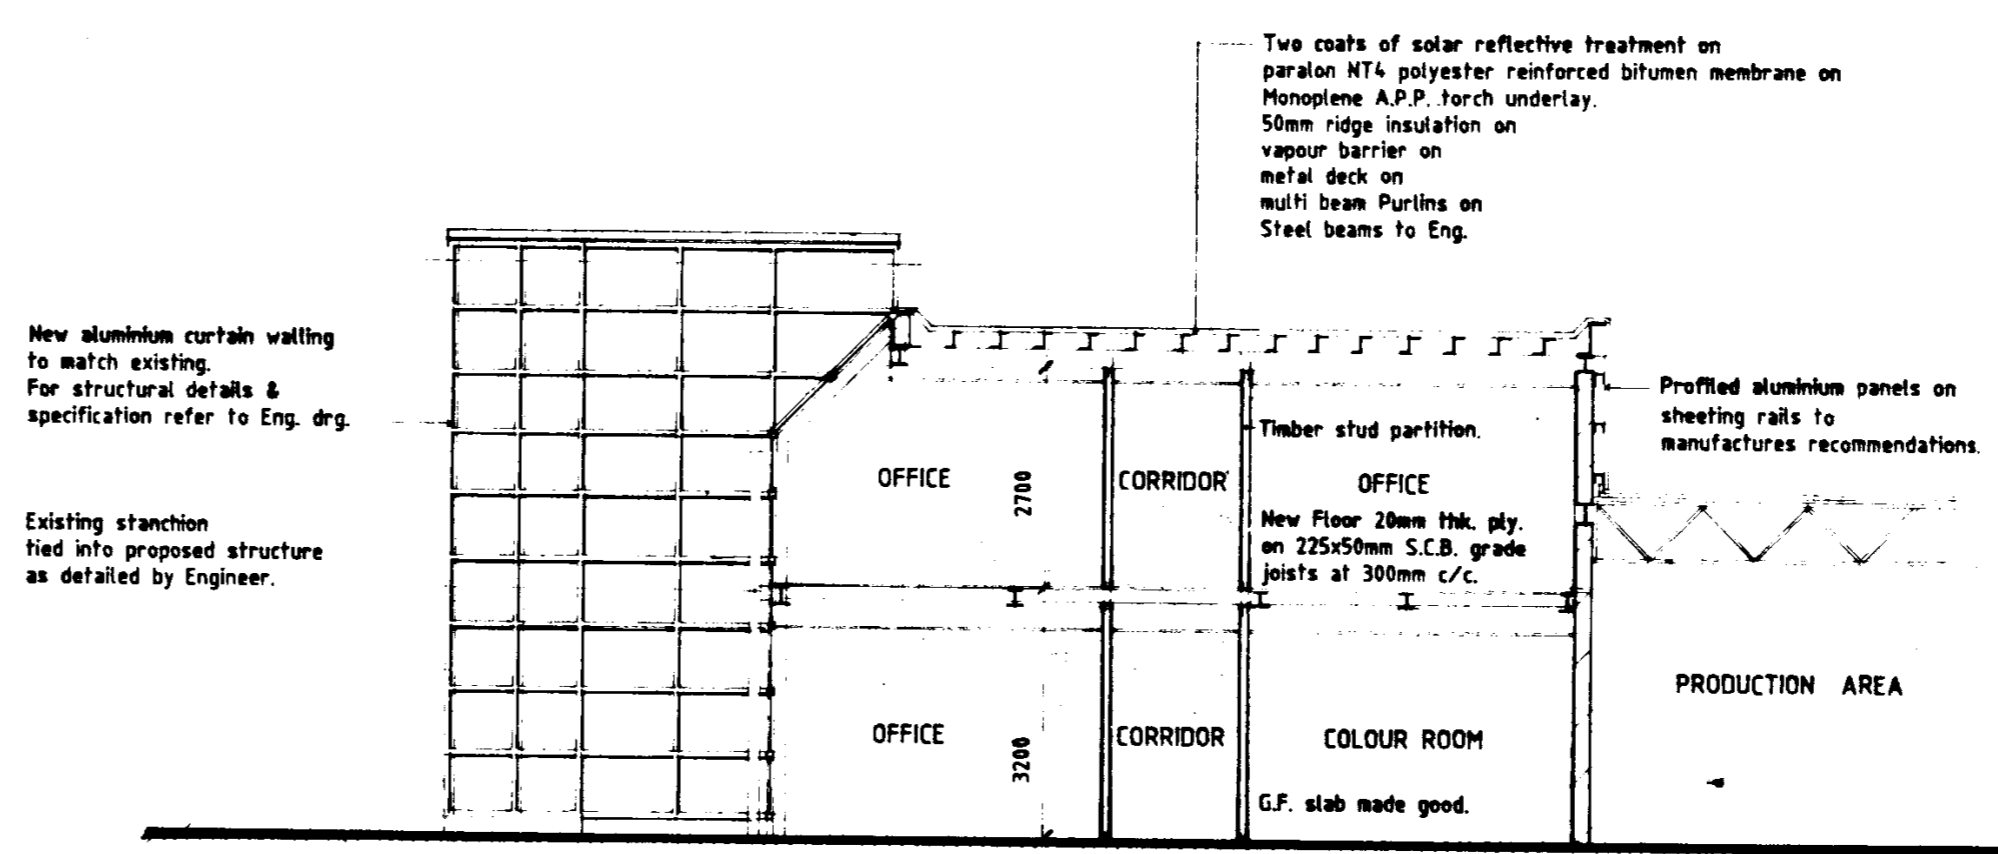 Two coats of solar reflective treatment on
paralon NT4 polyester reinforced bitumen membrane on
Monoplene A.P.P. torch underlay.
50mm ridge insulation on
vapour barrier on
metal deck on
multi beam Purlins on
Steel beams to Eng.
New aluminium curtain walling
to match existing.
For structural details &
specification refer to Eng. drg.
Existing stanchion
tied into proposed structure
as detailed by Engineer.
Profiled aluminium panels on
sheeting rails to
manufactures recommendations.
Timber stud partition.
OFFICE
2700
CORRIDOR
OFFICE
New Floor 20mm thk. ply.
on 225x50mm S.C.B. grade
joists at 300mm c/c.
PRODUCTION AREA
OFFICE
3200
CORRIDOR
COLOUR ROOM
G.F. slab made good.